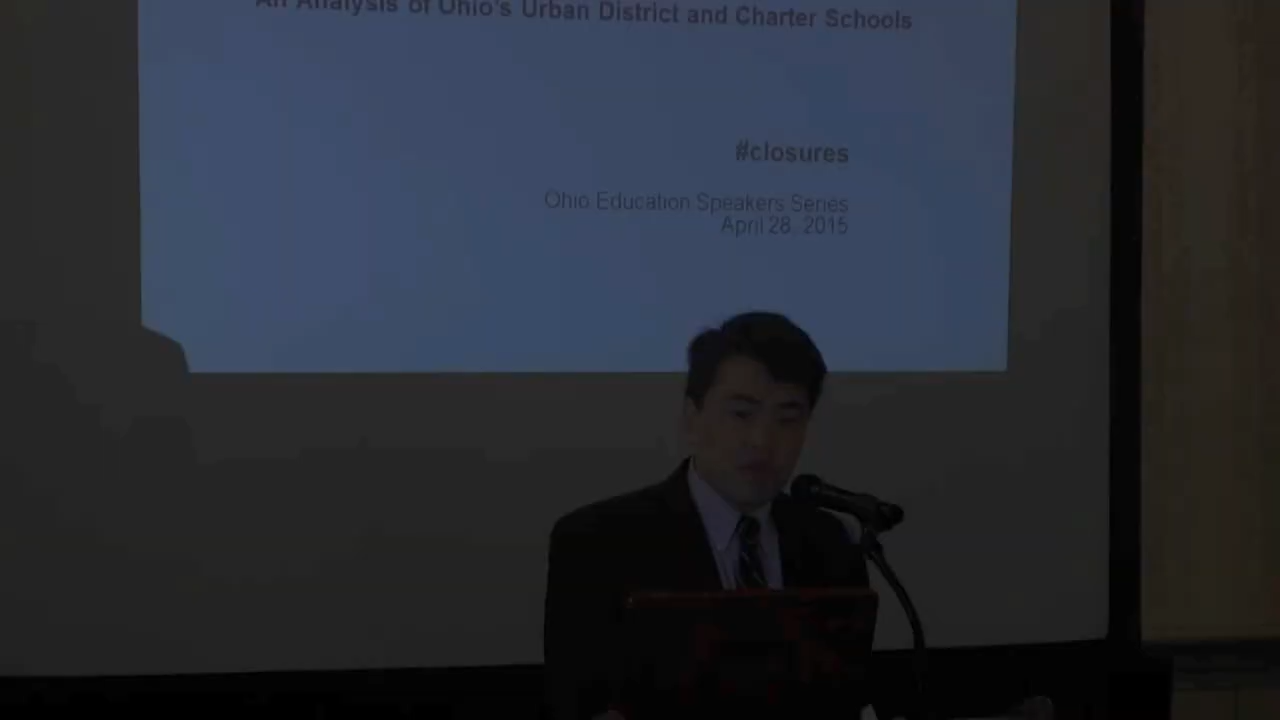 An Analysis of Ohio's Urban District and Charter Schools
#closures
Ohio Education Speakers Series
April 28, 2015